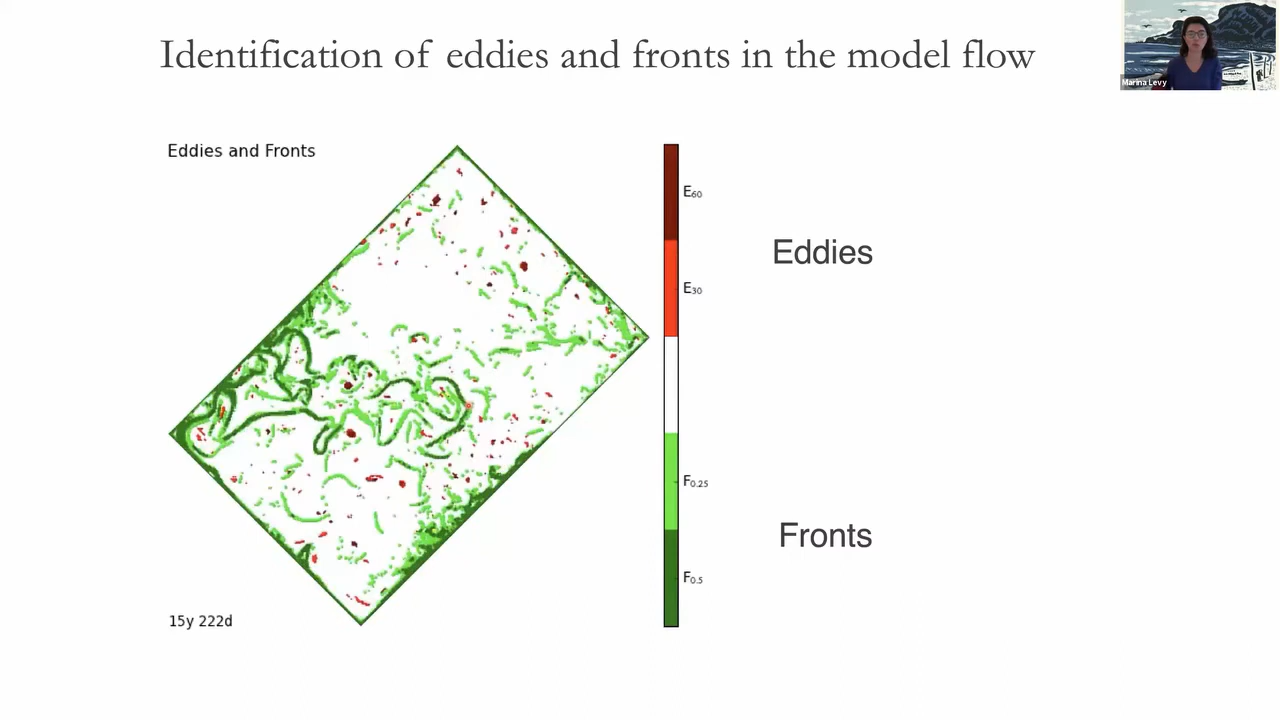 Identification of eddies and fronts in the model flow
Marina Levy
Eddies and Fronts
E60
Eddies
E30
F0.25
Fronts
F0.5
15y 222d